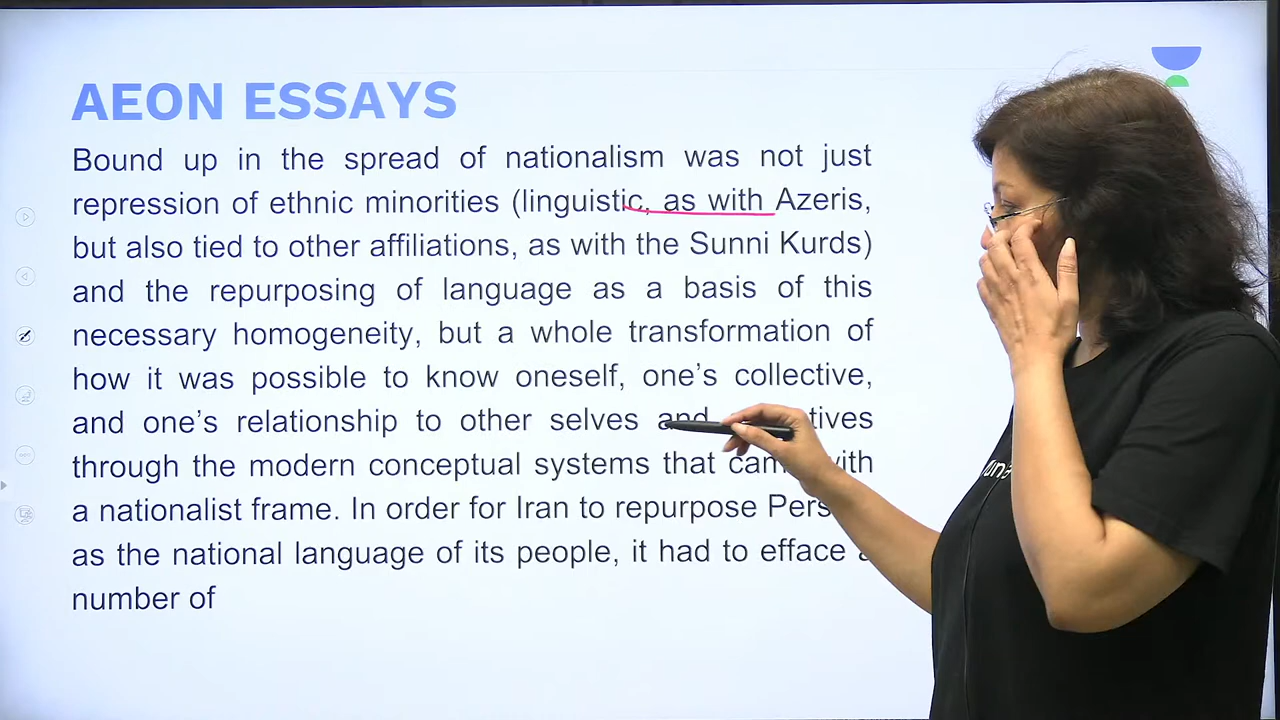 AEON ESSAYS
Bound up in the spread of nationalism was not just
repression of ethnic minorities (linguistic, as with Azeris,
but also tied to other affiliations, as with the Sunni Kurds)
and the repurposing of language as a basis of this
necessary homogeneity, but a whole transformation of
how it was possible to know oneself, one's collective,
and one's relationship to other selves and
through the modern conceptual systems that came with
a nationalist frame. In order for Iran to repurpose
as the national language of its people, it had to efface a
number of